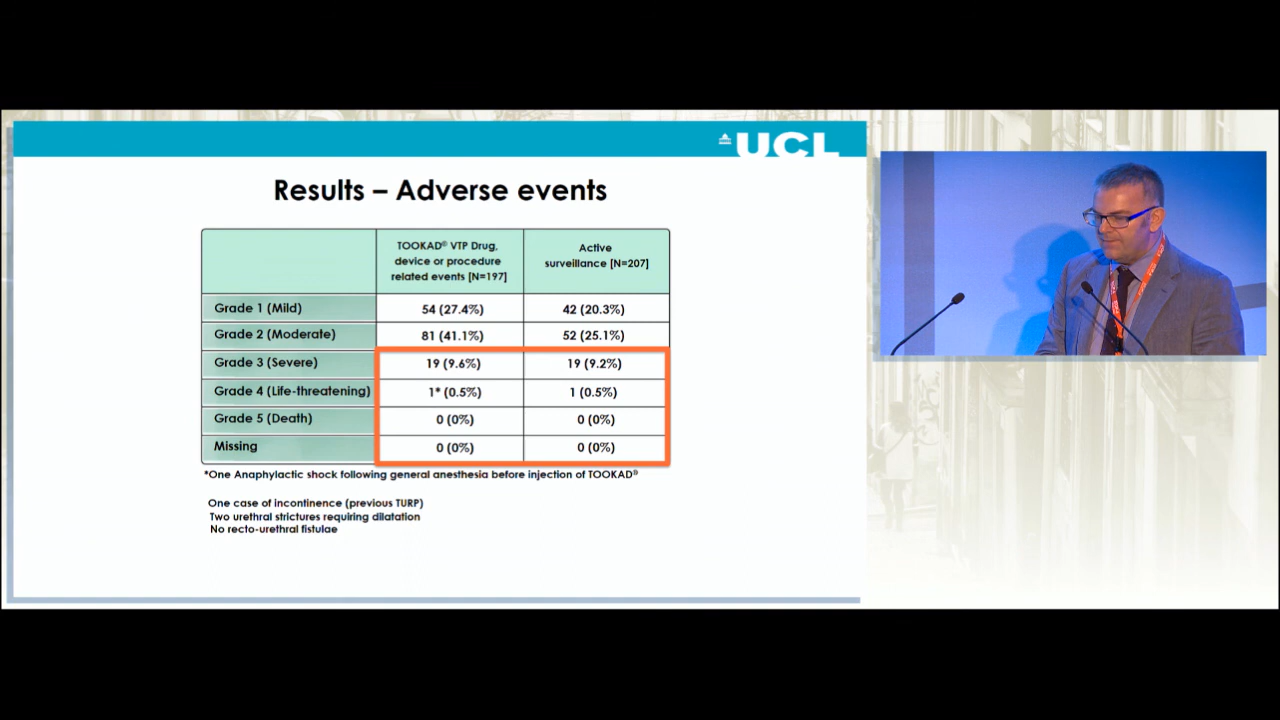 UCL
Results – Adverse events
TOOKAD® VTP Drug,
device or procedure
related events [N=197]
Active
surveillance [N=207]
Grade 1 (Mild) 54 (27.4%) 42 (20.3%)
Grade 2 (Moderate) 81 (41.1%) 52 (25.1%)
Grade 3 (Severe) 19 (9.6%) 19 (9.2%)
Grade 4 (Life-threatening) 1* (0.5%) 1 (0.5%)
Grade 5 (Death) 0 (0%) 0 (0%)
Missing 0 (0%) 0 (0%)
*One Anaphylactic shock following general anesthesia before injection of TOOKAD®
One case of incontinence (previous TURP)
Two urethral strictures requiring dilatation
No recto-urethral fistulae